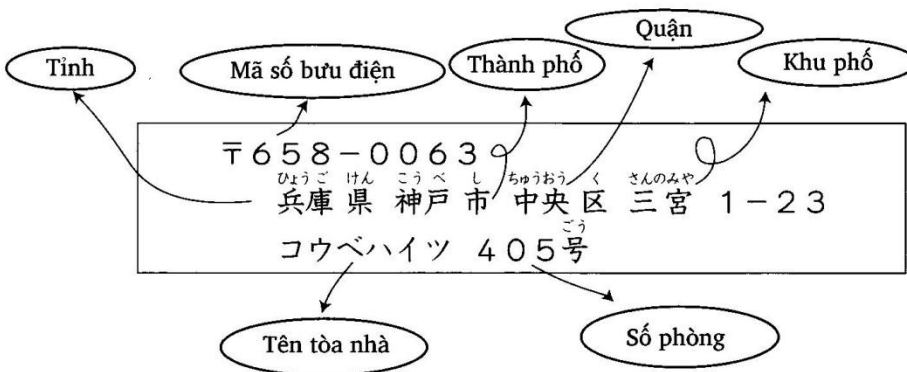 Quận
Tỉnh
Mã số bưu điện
Thành phố
Khu phố
〒658-0063
ひょうご けん こうべ し ちゅうおう く さんのみや
兵庫 県 神戸 市 中央 区 三宮 1-23
ごう
コウベハイツ 405号
Tên tòa nhà
Số phòng